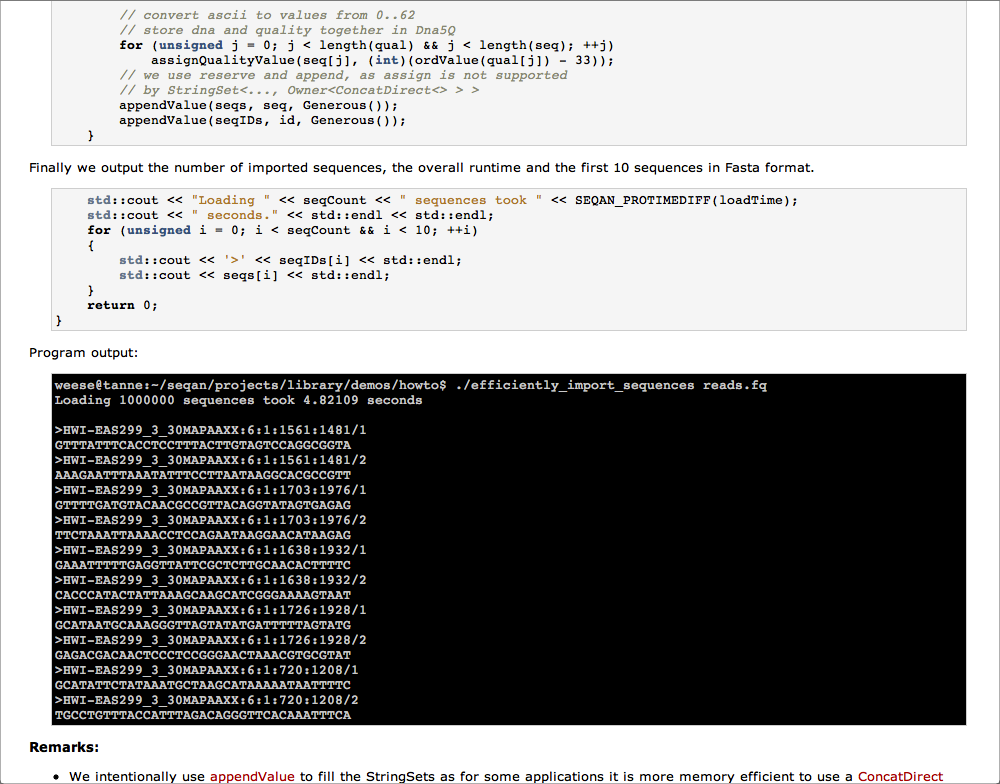 // convert ascii to values from 0..62
// store dna and quality together in Dna5Q
for (unsigned j = 0; j < length(qual) && j < length(seq); ++j)
assignQualityValue(seq[j], (int)(ordValue(qual[j]) - 33));
// we use reserve and append, as assign is not supported
// by StringSet<..., Owner<ConcatDirect<> > >
appendValue(seqs, seq, Generous());
appendValue(seqIDs, id, Generous());
}
Finally we output the number of imported sequences, the overall runtime and the first 10 sequences in Fasta format.
std::cout << "Loading " << seqCount << " sequences took " << SEQAN_PROTIMEDIFF(loadTime);
std::cout << " seconds." << std::endl << std::endl;
for (unsigned i = 0; i < seqCount && i < 10; ++i)
{
std::cout << '>' << seqIDs[i] << std::endl;
std::cout << seqs[i] << std::endl;
}
return 0;
}
Program output:
weese@tanne:~/seqan/projects/library/demos/howto$ ./efficiently_import_sequences reads.fq
Loading 1000000 sequences took 4.82109 seconds
>HWI-EAS299_3_30MAPAAXX:6:1:1561:1481/1
GTTTATTTCACCTCCTTTACTTGTAGTCCAGGCGGTA
>HWI-EAS299_3_30MAPAAXX:6:1:1561:1481/2
AAAGAATTTAAATATTTCCTTAATAAGGCACGCCGTT
>HWI-EAS299_3_30MAPAAXX:6:1:1703:1976/1
GTTTTGATGTACAACGCCGTTACAGGTATAGTGAGAG
>HWI-EAS299_3_30MAPAAXX:6:1:1703:1976/2
TTCTAAATTAAAACCTCCAGAATAAGGAACATAAGAG
>HWI-EAS299_3_30MAPAAXX:6:1:1638:1932/1
GAAATTTTTGAGGTTATTCGCTCTTGCAACACTTTTC
>HWI-EAS299_3_30MAPAAXX:6:1:1638:1932/2
CACCCATACTATTAAAGCAAGCATCGGGAAAAGTAAT
>HWI-EAS299_3_30MAPAAXX:6:1:1726:1928/1
GCATAATGCAAAGGGTTAGTATATGATTTTTAGTATG
>HWI-EAS299_3_30MAPAAXX:6:1:1726:1928/2
GAGACGACAACTCCCTCCGGGAACTAAACGTGCGTAT
>HWI-EAS299_3_30MAPAAXX:6:1:720:1208/1
GCATATTCTATAAATGCTAAGCATAAAAATAATTTTC
>HWI-EAS299_3_30MAPAAXX:6:1:720:1208/2
TGCCTGTTTACCATTTAGACAGGGTTCACAAATTTCA
Remarks:
• We intentionally use appendValue to fill the StringSets as for some applications it is more memory efficient to use a ConcatDirect